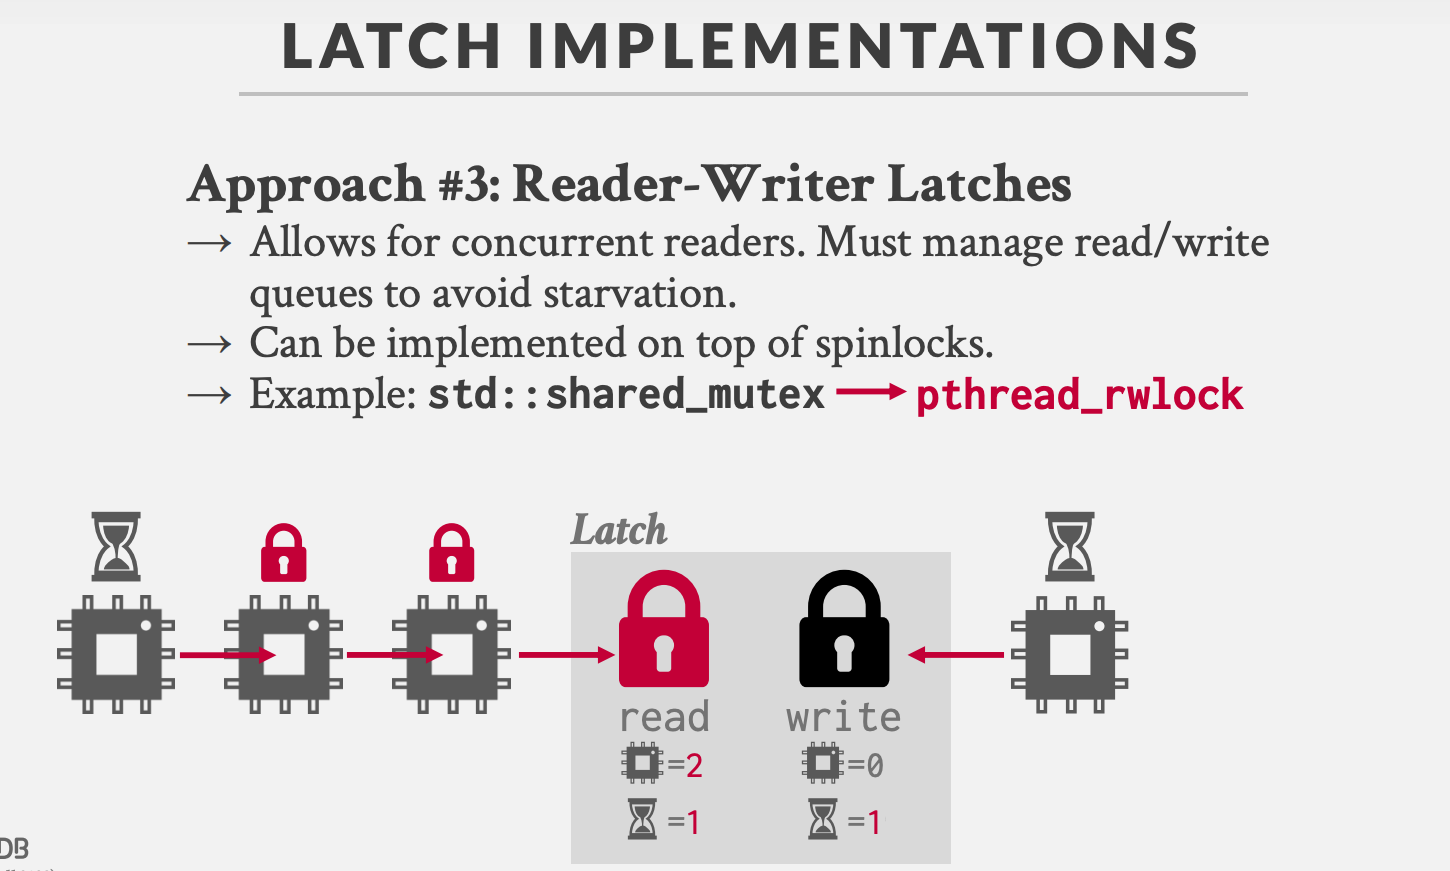 LATCH IMPLEMENTATIONS
Approach #3: Reader-Writer Latches
→ Allows for concurrent readers. Must manage read/write
queues to avoid starvation.
→ Can be implemented on top of spinlocks.
→ Example: std::shared_mutex → pthread_rwlock
Latch
read
write
=2
=0
=1
=1
DB